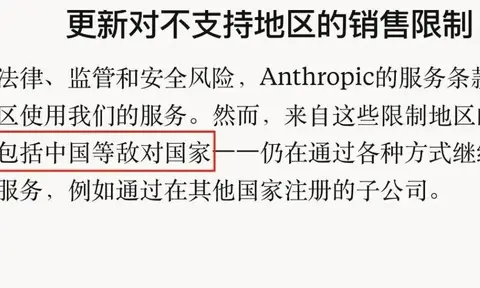 更新对不支持地区的销售限制
法律、监管和安全风险，Anthropic的服务条款
区使用我们的服务。然而，来自这些限制地区的
包括中国等敌对国家——仍在通过各种方式继续
服务，例如通过在其他国家注册的子公司。